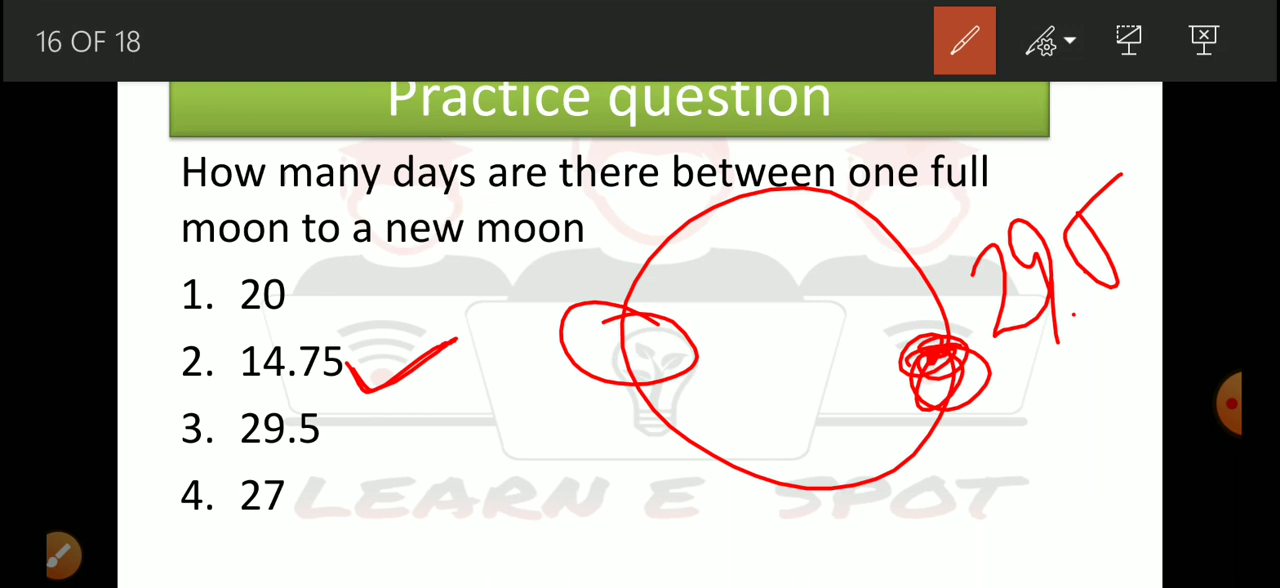 16 OF 18
Practice question
How many days are there between one full
moon to a new moon
1. 20
2. 14.75
3. 29.5
4. 27
29.5
LEARN E SPOT